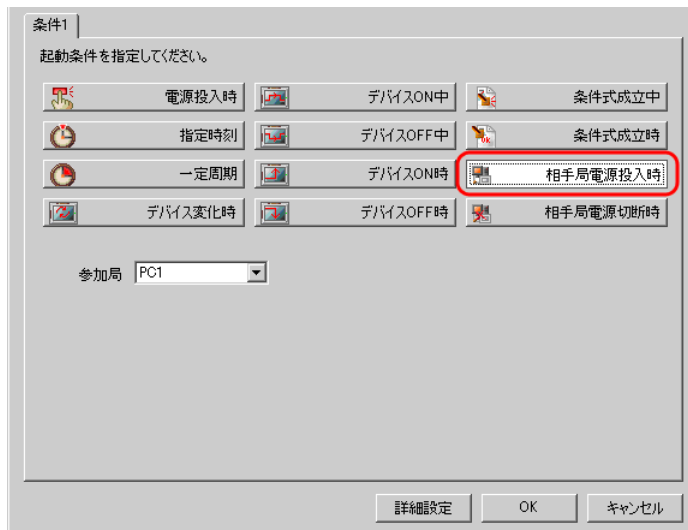 条件1
起動条件を指定してください。
電源投入時 デバイスON中 条件式成立中
指定時刻 デバイスOFF中 条件式成立時
一定周期 デバイスON時 相手局電源投入時
デバイス変化時 デバイスOFF時 相手局電源切断時
参加局 PC1
詳細設定 OK キャンセル